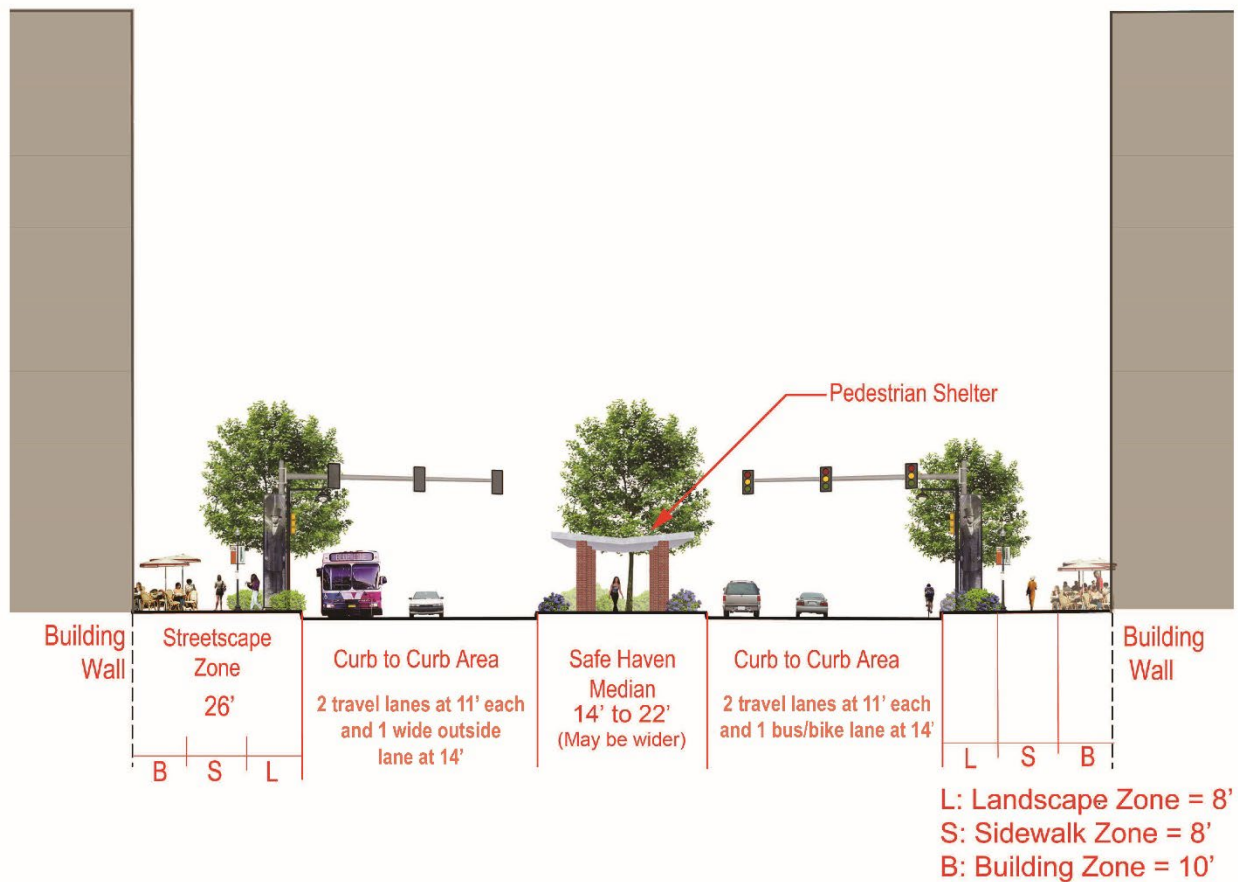 Pedestrian Shelter
Building
Wall
Streetscape
Zone
26'
B S L
Curb to Curb Area
2 travel lanes at 11' each
and 1 wide outside
lane at 14'
Safe Haven
Median
14' to 22'
(May be wider)
Curb to Curb Area
2 travel lanes at 11' each
and 1 bus/bike lane at 14'
L S B
Building
Wall
L: Landscape Zone = 8'
S: Sidewalk Zone = 8'
B: Building Zone = 10'